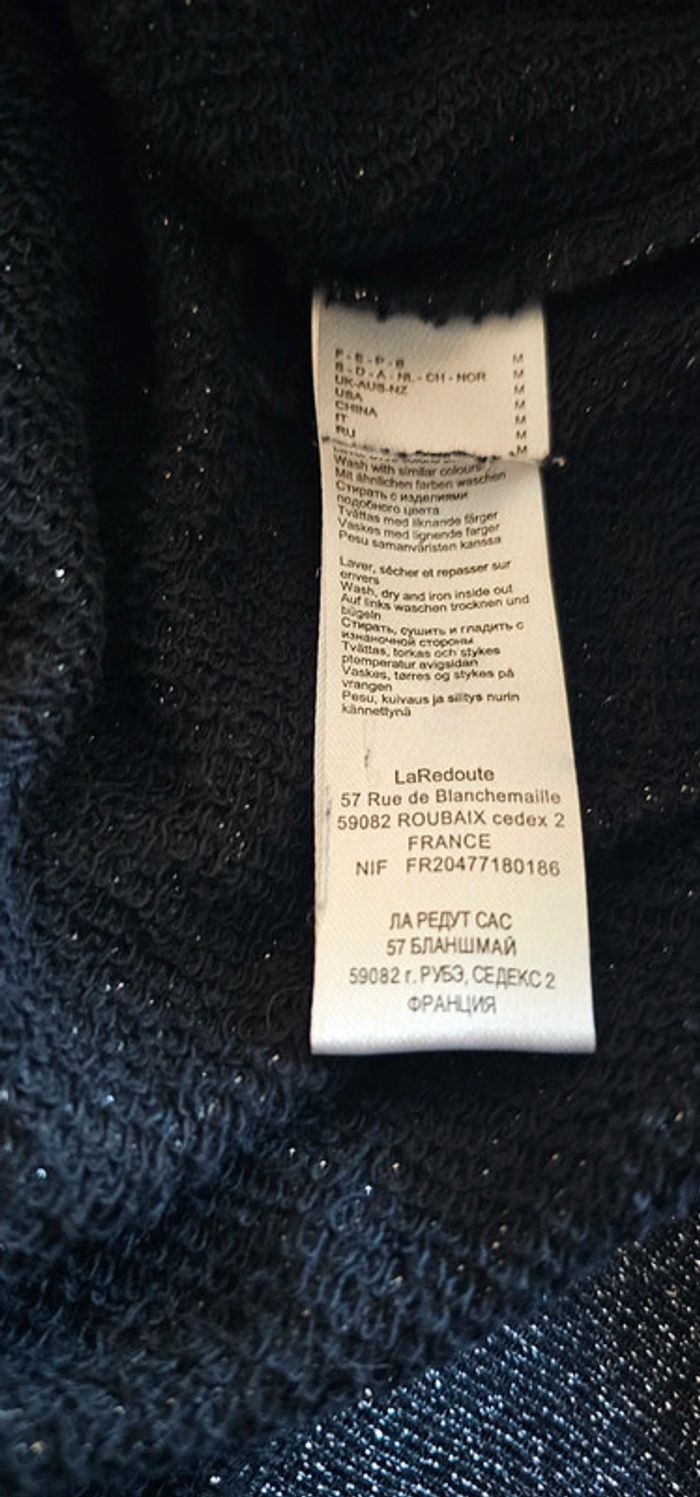 F - E - P - B M
B - D - A - NL - CH - NOR M
UK-AUS-NZ M
USA M
CHINA M
IT M
RU M
Wash with similar colours
Mit ähnlichen farben waschen
Стирать с изделиями
подобного цвета
Tvättas med liknande färger
Vaskes med lignende farger
Pesu samanväristen kanssa
Laver, sécher et repasser sur
envers
Wash, dry and iron inside out
Auf links waschen trocknen und
bügeln
Стирать, сушить и гладить с
изнаночной стороны
Tvättas, torkas och stykes
ptemperatur avigsidan
Vaskes, tørres og stykes på
vrangen
Pesu, kuivaus ja silitys nurin
kännettynä
LaRedoute
57 Rue de Blanchemaille
59082 ROUBAIX cedex 2
FRANCE
NIF FR20477180186
ЛА РЕДУТ САС
57 БЛАНШМАЙ
59082 г. РУБЭ, СЕДЕКС 2
ФРАНЦИЯ